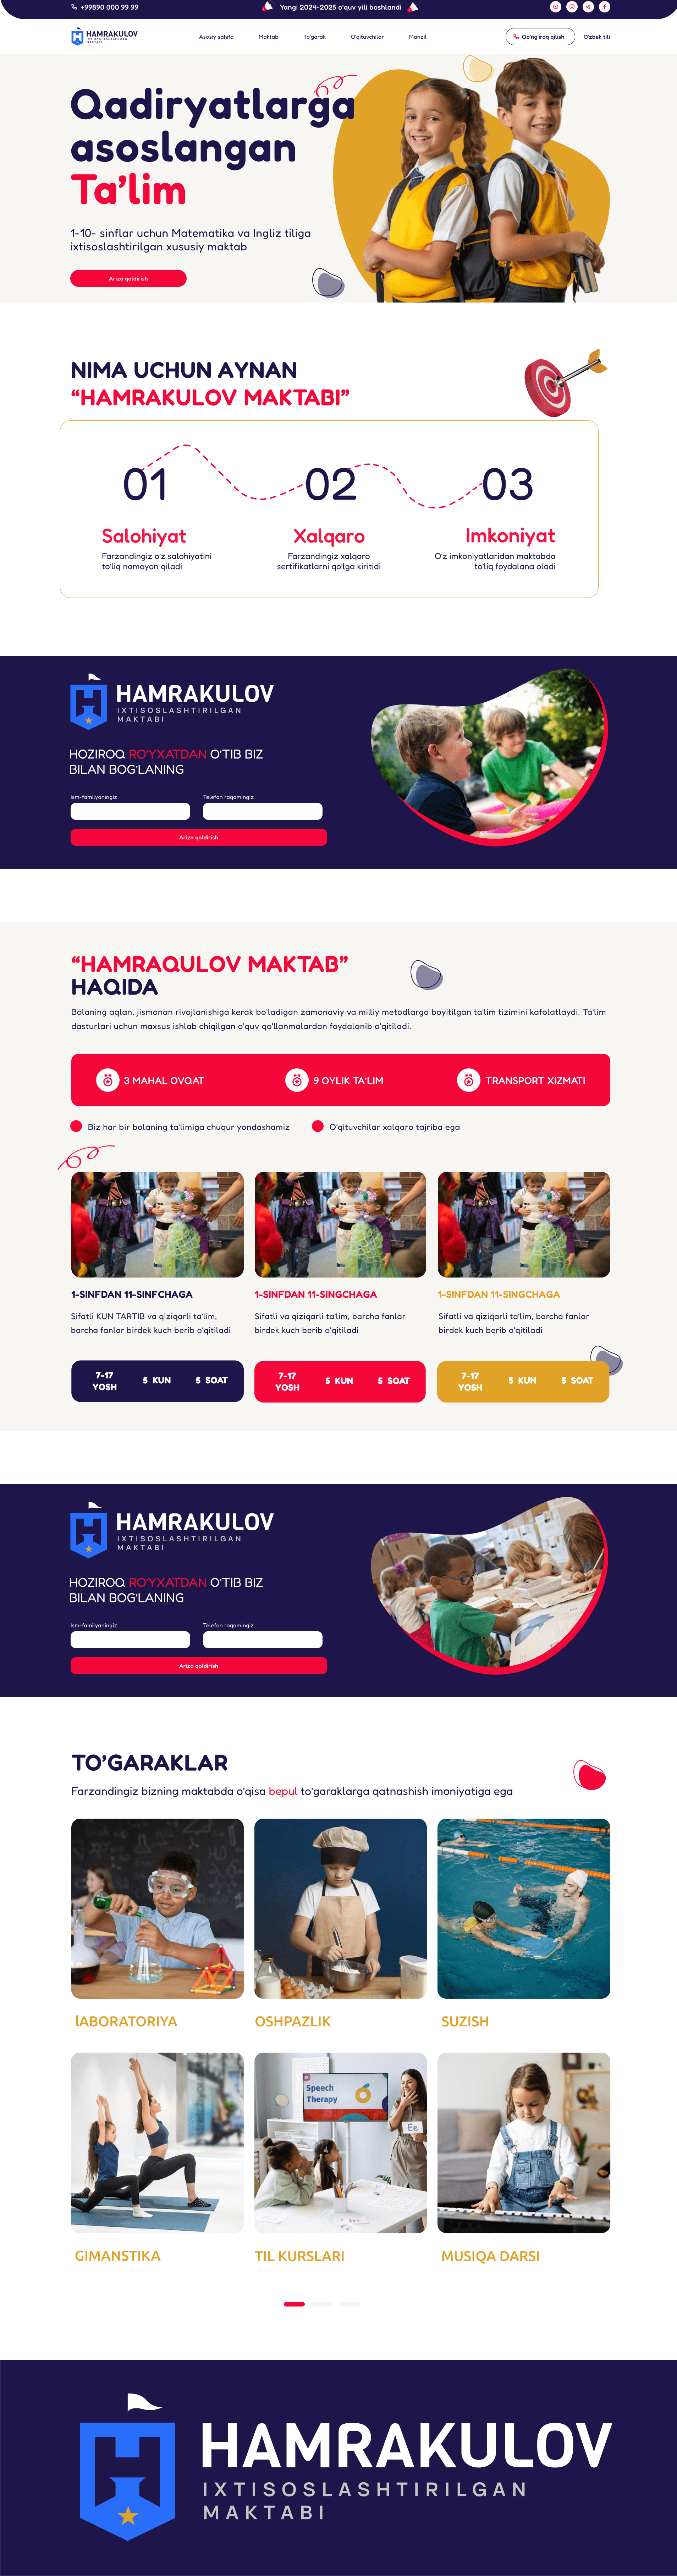 +99890 000 99 99
Yangi 2024-2025 o'quv yili boshlandi
HAMRAKULOV
IXTISOSLASHTIRILGAN
MAKTABI
Asosiy sahifa
Maktab
To'garak
O'qituvchilar
Manzil
Qo'ng'iroq qilish
O'zbek tili
Qadiryatlarga
asoslangan
Ta'lim
1-10- sinflar uchun Matematika va Ingliz tiliga
ixtisoslashtirilgan xususiy maktab
Ariza qoldirish
NIMA UCHUN AYNAN
“HAMRAKULOV MAKTABI”
01
02
03
Salohiyat
Xalqaro
Imkoniyat
Farzandingiz o'z salohiyatini
to'liq namoyon qiladi
Farzandingiz xalqaro
sertifikatlarni qo'lga kiritidi
O'z imkoniyatlaridan maktabda
to'liq foydalana oladi
HAMRAKULOV
IXTISOSLASHTIRILGAN
MAKTABI
HOZIROQ RO'YXATDAN O'TIB BIZ
BILAN BOG'LANING
Ism-familyaningiz
Telefon raqamingiz
Ariza qoldirish
“HAMRAQULOV MAKTAB”
HAQIDA
Bolaning aqlan, jismonan rivojlanishiga kerak bo'ladigan zamonaviy va milliy metodlarga boyitilgan ta'lim tizimini kafolatlaydi. Ta'lim
dasturlari uchun maxsus ishlab chiqilgan o'quv qo'llanmalardan foydalanib o'qitiladi.
3 MAHAL OVQAT
9 OYLIK TA'LIM
TRANSPORT XIZMATI
Biz har bir bolaning ta'limiga chuqur yondashamiz
O'qituvchilar xalqaro tajriba ega
1-SINFDAN 11-SINFCHAGA
1-SINFDAN 11-SINGCHAGA
1-SINFDAN 11-SINGCHAGA
Sifatli KUN TARTIB va qiziqarli ta'lim,
barcha fanlar birdek kuch berib o'qitiladi
Sifatli va qiziqarli ta'lim, barcha fanlar
birdek kuch berib o'qitiladi
Sifatli va qiziqarli ta'lim, barcha fanlar
birdek kuch berib o'qitiladi
7-17
YOSH
5 KUN
5 SOAT
7-17
YOSH
5 KUN
5 SOAT
7-17
YOSH
5 KUN
5 SOAT
HAMRAKULOV
IXTISOSLASHTIRILGAN
MAKTABI
HOZIROQ RO'YXATDAN O'TIB BIZ
BILAN BOG'LANING
Ism-familyaningiz
Telefon raqamingiz
Ariza qoldirish
TO'GARAKLAR
Farzandingiz bizning maktabda o'qisa bepul to'garaklarga qatnashish imoniyatiga ega
lABORATORIYA
OSHPAZLIK
SUZISH
Speech
Therapy
Ee
GIMANSTIKA
TIL KURSLARI
MUSIQA DARSI
HAMRAKULOV
IXTISOSLASHTIRILGAN
MAKTABI